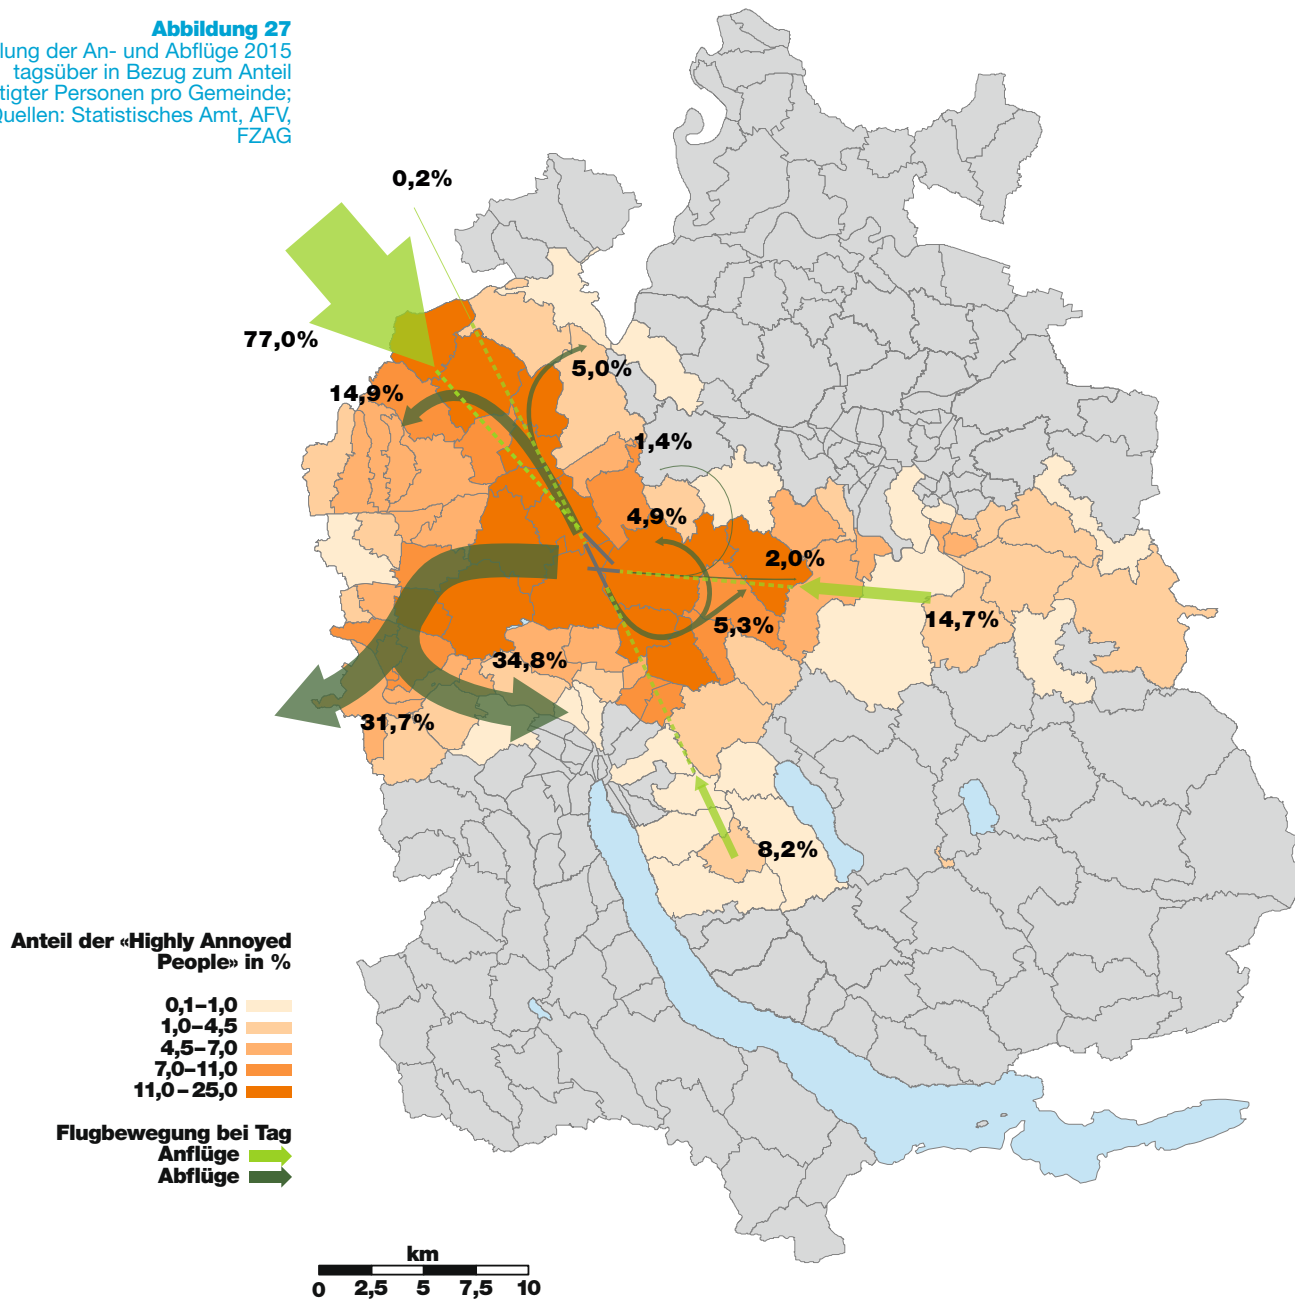 Abbildung 27
lung der An- und Abflüge 2015
tagsüber in Bezug zum Anteil
tigter Personen pro Gemeinde;
Quellen: Statistisches Amt, AFV,
FZAG
0,2%
77,0%
5,0%
14,9%
1,4%
4,9%
2,0%
14,7%
5,3%
34,8%
31,7%
8,2%
Anteil der «Highly Annoyed
People» in %
0,1–1,0
1,0–4,5
4,5–7,0
7,0–11,0
11,0–25,0
Flugbewegung bei Tag
Anflüge
Abflüge
km
0 2,5 5 7,5 10